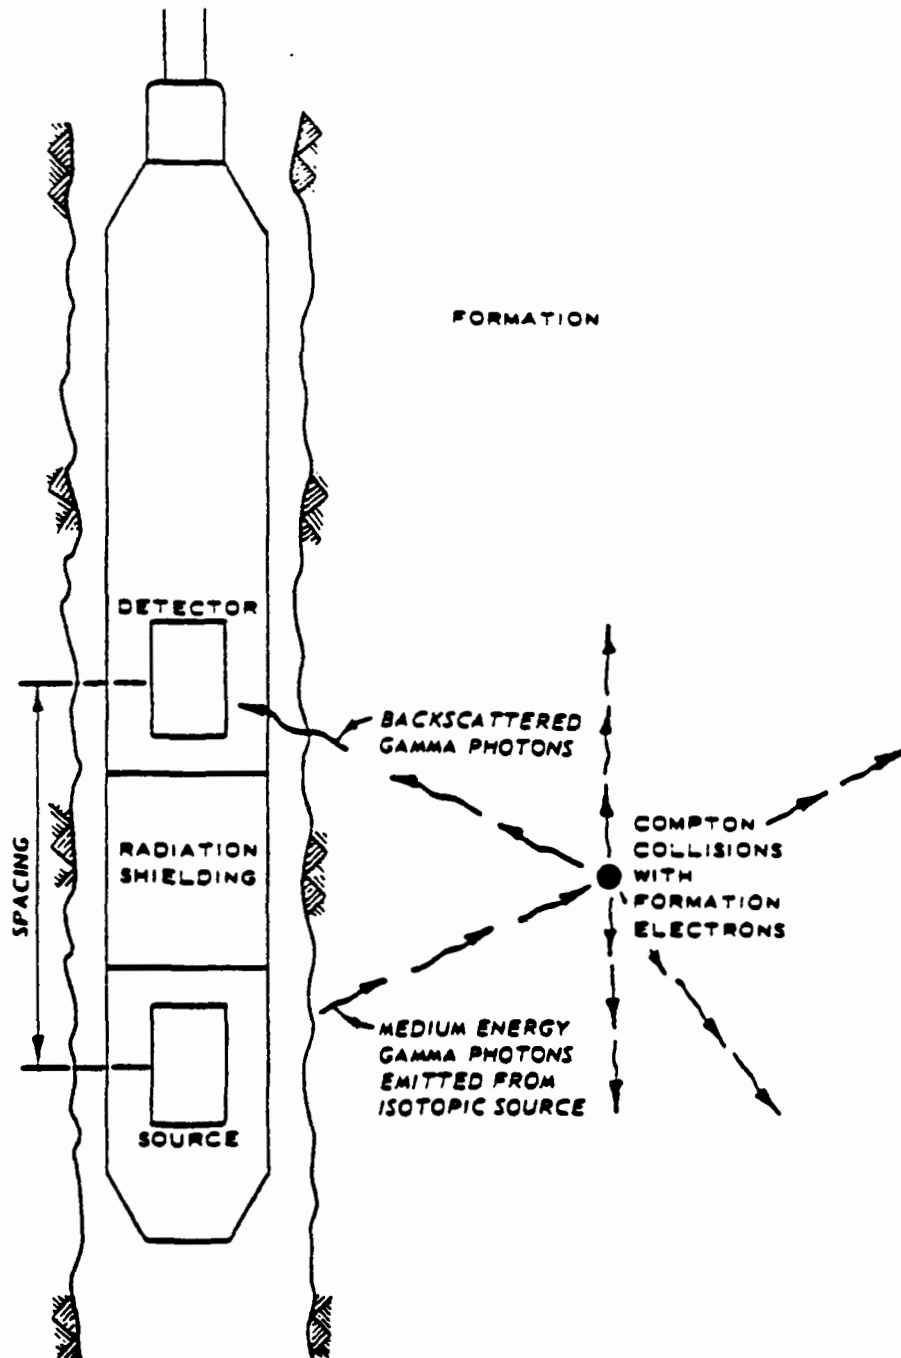 FORMATION
DETECTOR
BACKSCATTERED
GAMMA PHOTONS
COMPTON
COLLISIONS
WITH
FORMATION
ELECTRONS
RADIATION
SHIELDING
SPACING
MEDIUM ENERGY
GAMMA PHOTONS
EMITTED FROM
ISOTOPIC SOURCE
SOURCE